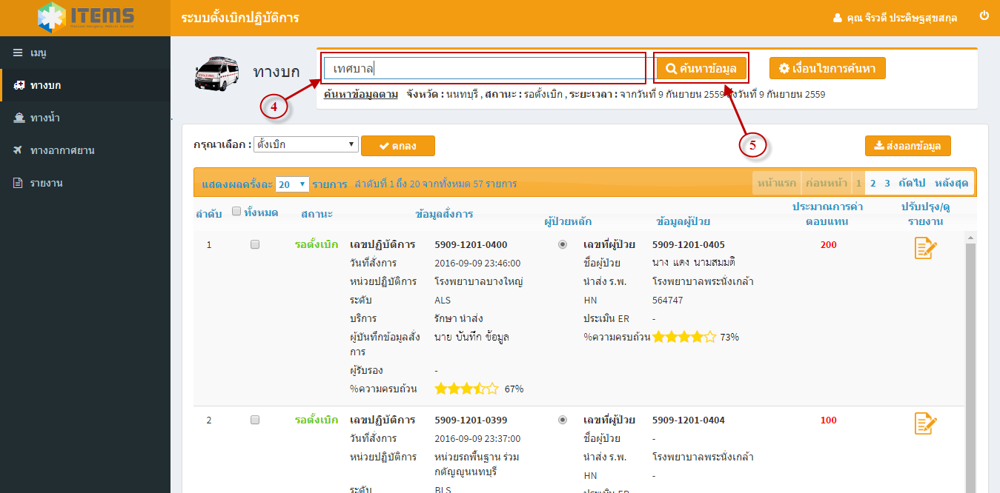 ITEMS
ระบบตั้งเบิกปฏิบัติการ
คุณ จิรวดี ประดิษฐสุขสกุล
เมนู
ทางบก
ทางน้ำ
ทางอากาศยาน
รายงาน
ทางบก
เทศบาล
ค้นหาข้อมูล
เงื่อนไขการค้นหา
ค้นหาข้อมูลตาม จังหวัด : นนทบุรี , สถานะ : รอตั้งเบิก , ระยะเวลา : จากวันที่ 9 กันยายน 2559 ถึงวันที่ 9 กันยายน 2559
4
5
กรุณาเลือก : ตั้งเบิก
ตกลง
ส่งออกข้อมูล
แสดงผลครั้งละ 20 รายการ ลำดับที่ 1 ถึง 20 จากทั้งหมด 57 รายการ
หน้าแรก ก่อนหน้า 1 2 3 ถัดไป หลังสุด
ลำดับ ทั้งหมด สถานะ ข้อมูลสั่งการ ผู้ป่วยหลัก ข้อมูลผู้ป่วย ประมาณการค่าตอบแทน ปรับปรุง/ดูรายงาน
1 รอตั้งเบิก เลขปฏิบัติการ 5909-1201-0400 เลขที่ผู้ป่วย 5909-1201-0405 200
วันที่สั่งการ 2016-09-09 23:46:00 ชื่อผู้ป่วย นาง แดง นามสมมติ
หน่วยปฏิบัติการ โรงพยาบาลบางใหญ่ นำส่ง ร.พ. โรงพยาบาลพระนั่งเกล้า
ระดับ ALS HN 564747
บริการ รักษา นำส่ง ประเมิน ER -
ผู้บันทึกข้อมูลสั่งการ นาย บันทึก ข้อมูล %ความครบถ้วน 73%
ผู้รับรอง -
%ความครบถ้วน 67%
2 รอตั้งเบิก เลขปฏิบัติการ 5909-1201-0399 เลขที่ผู้ป่วย 5909-1201-0404 100
วันที่สั่งการ 2016-09-09 23:37:00 ชื่อผู้ป่วย -
หน่วยปฏิบัติการ หน่วยรถพื้นฐาน ร่วมกตัญญูนนทบุรี นำส่ง ร.พ. โรงพยาบาลพระนั่งเกล้า
HN -
ระดับ BLS ประเมิน ER